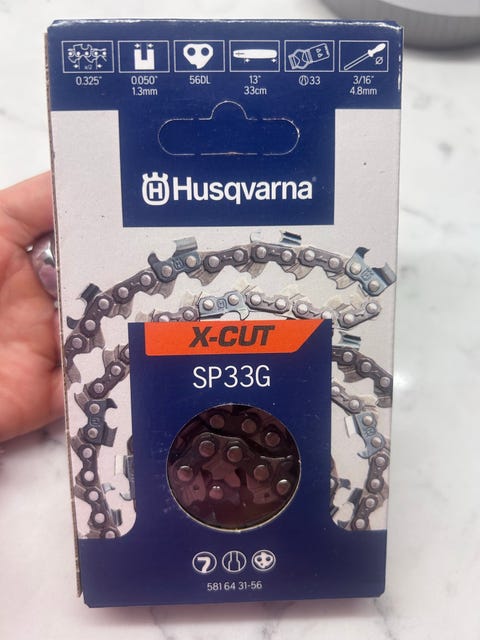 0.325" 0.050" 56DL 13" 33 3/16"
1.3mm 33cm 4.8mm
Husqvarna
X-CUT
SP33G
581 64 31-56